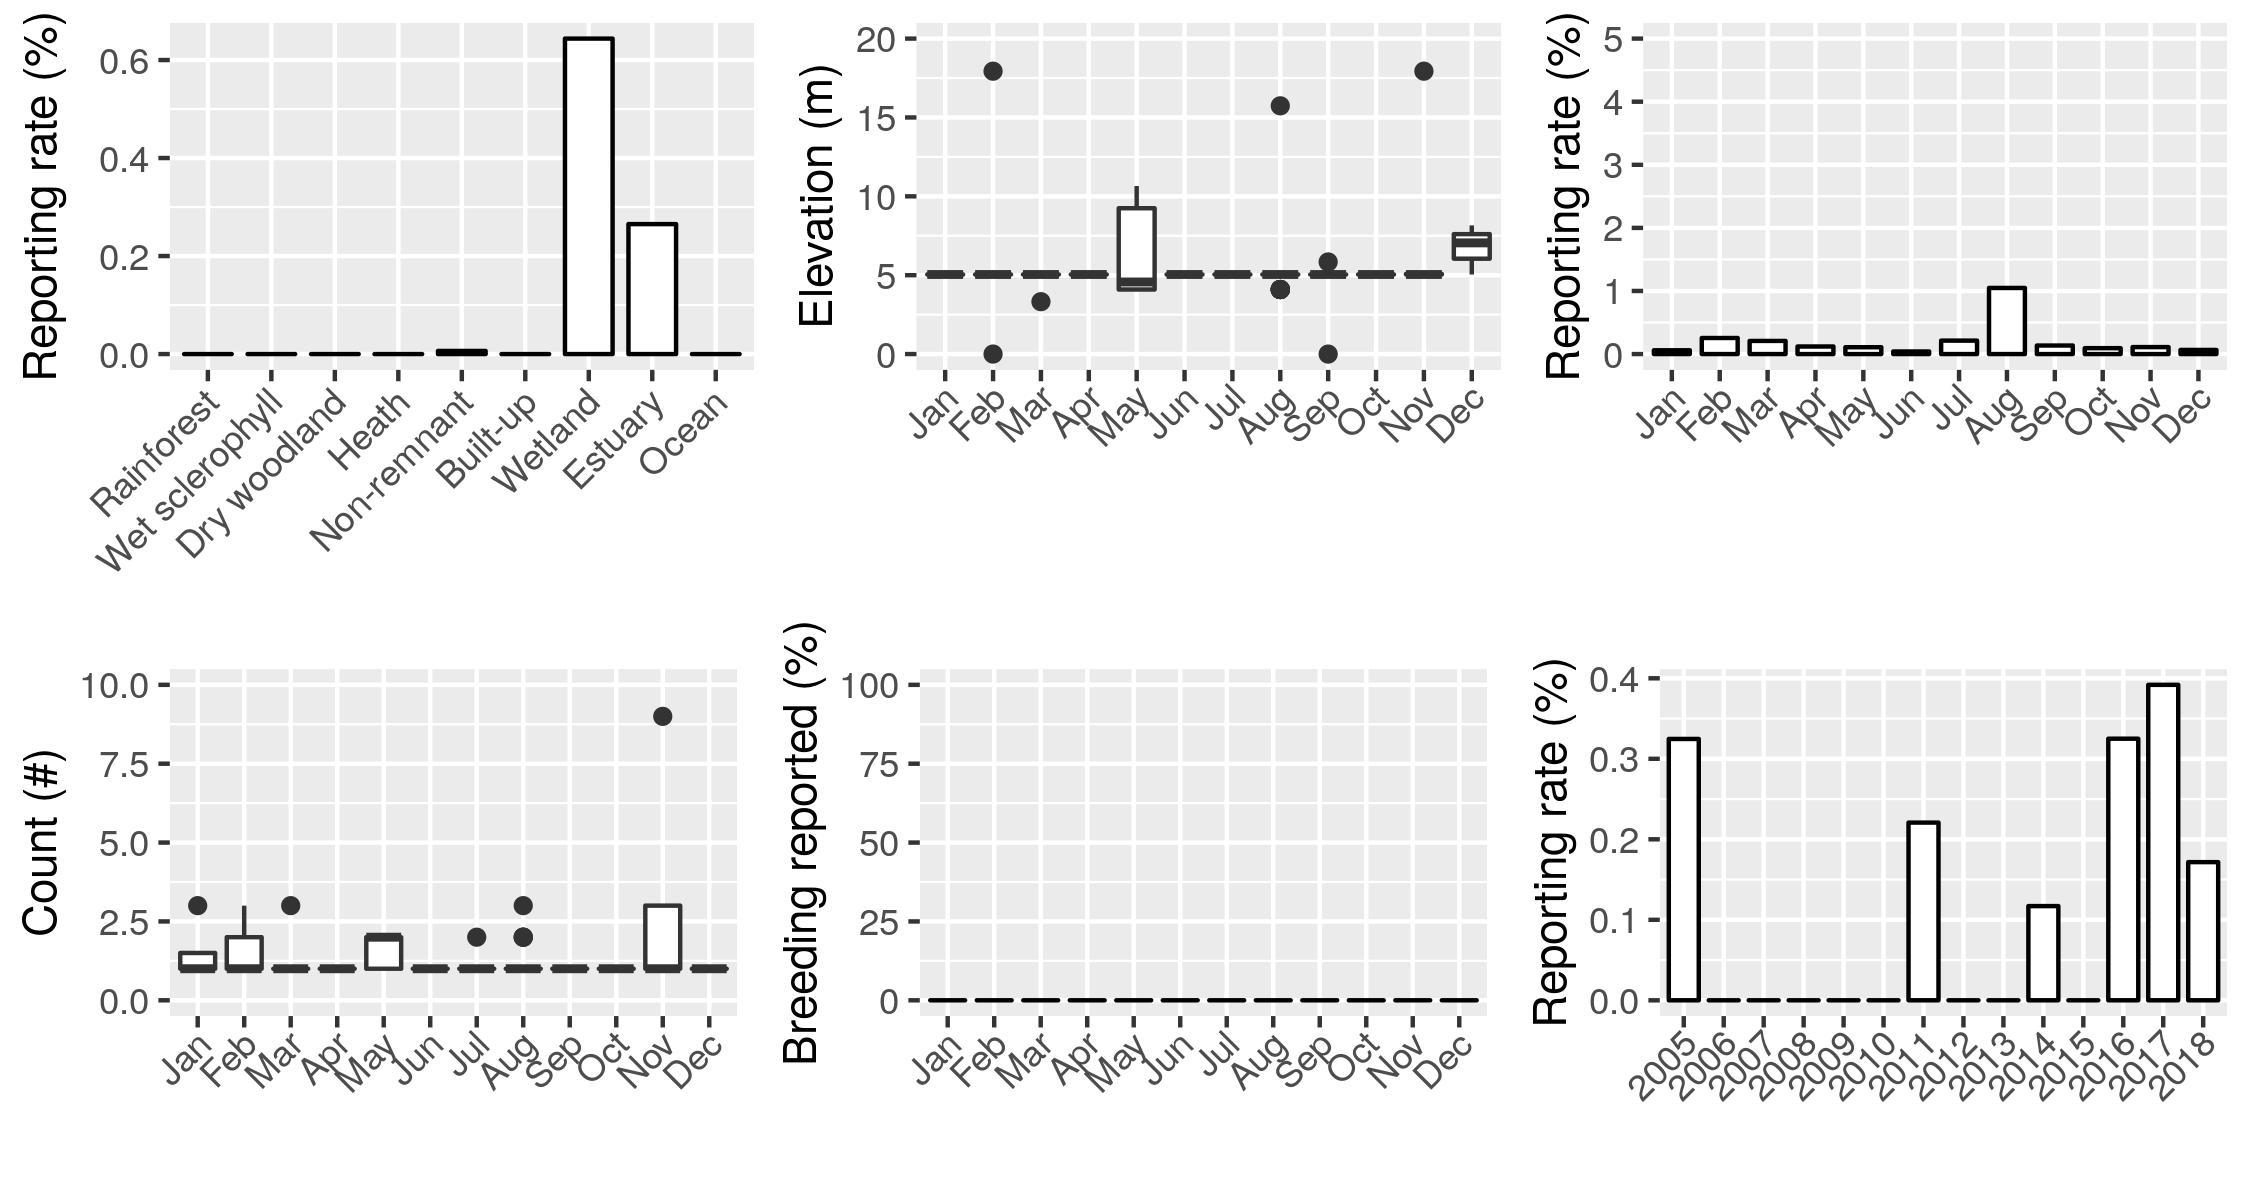 Reporting rate (%)
0.6
0.4
0.2
0.0
Rainforest
Wet sclerophyll
Dry woodland
Heath
Non-remnant
Built-up
Wetland
Estuary
Ocean
Elevation (m)
20
15
10
5
0
Jan
Feb
Mar
Apr
May
Jun
Jul
Aug
Sep
Oct
Nov
Dec
Reporting rate (%)
5
4
3
2
1
0
Jan
Feb
Mar
Apr
May
Jun
Jul
Aug
Sep
Oct
Nov
Dec
Count (#)
10.0
7.5
5.0
2.5
0.0
Jan
Feb
Mar
Apr
May
Jun
Jul
Aug
Sep
Oct
Nov
Dec
Breeding reported (%)
100
75
50
25
0
Jan
Feb
Mar
Apr
May
Jun
Jul
Aug
Sep
Oct
Nov
Dec
Reporting rate (%)
0.4
0.3
0.2
0.1
0.0
2005
2006
2007
2008
2009
2010
2011
2012
2013
2014
2015
2016
2017
2018